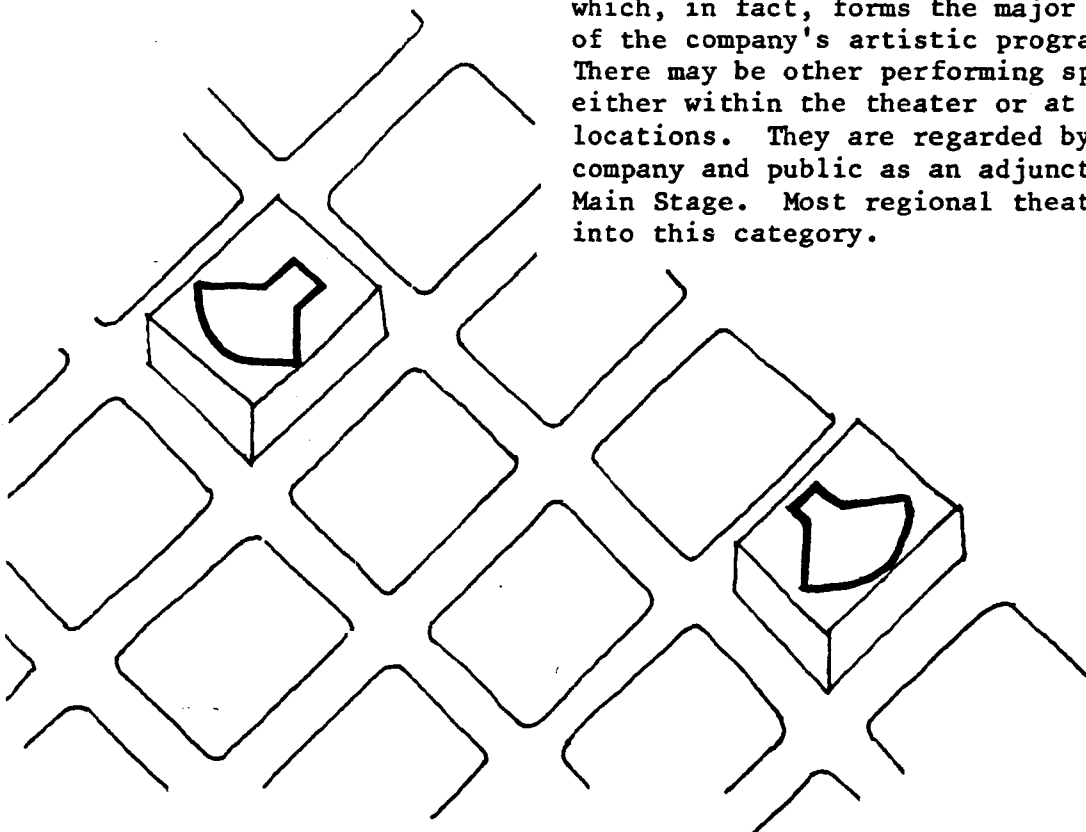 which, in fact, forms the major
of the company's artistic progra
There may be other performing sp
either within the theater or at
locations. They are regarded by
company and public as an adjunct
Main Stage. Most regional theat
into this category.